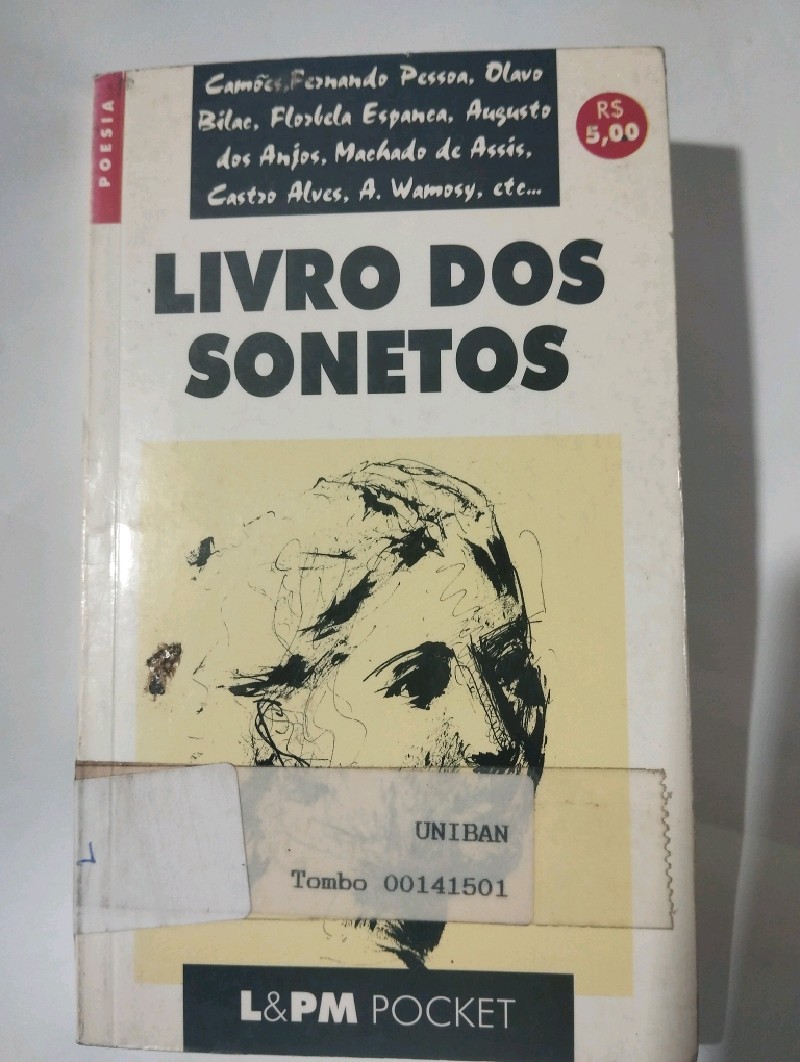 Camões, Fernando Pessoa, Olavo
Bilac, Florbela Espanca, Augusto
dos Anjos, Machado de Assis,
Castro Alves, A. Wamosy, etc...
POESIA
R$
5,00
LIVRO DOS
SONETOS
UNIBAN
Tombo 00141501
L&PM POCKET